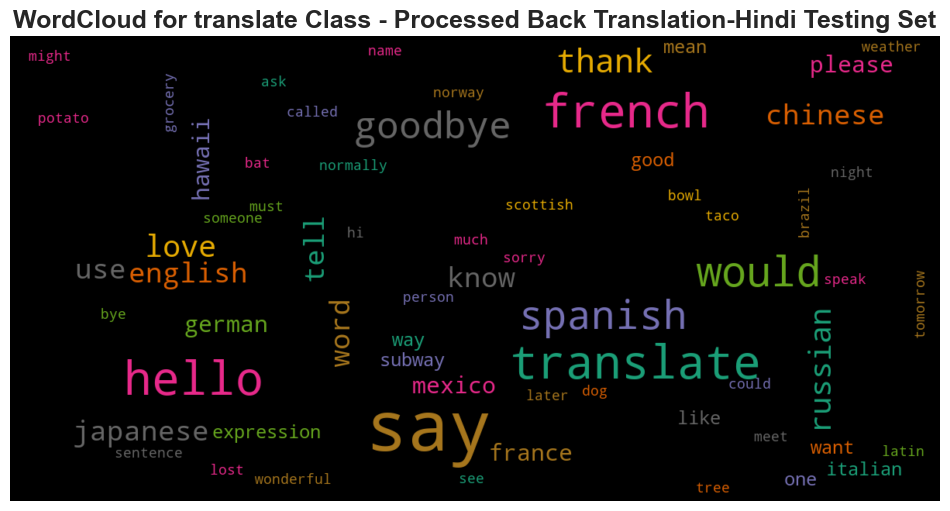 WordCloud for translate Class - Processed Back Translation-Hindi Testing Set
might
name
thank
mean
weather
please
grocery
ask
called
norway
french
chinese
potato
hawaii
goodbye
bat
normally
good
night
must
someone
scottish
bowl
taco
brazil
love
tell
hi
much
use
english
know
sorry
would
speak
tomorrow
bye
german
word
person
way
subway
spanish
russian
hello
mexico
translate
could
later
dog
japanese
expression
say
like
meet
sentence
france
want
latin
lost
wonderful
see
tree
one
italian